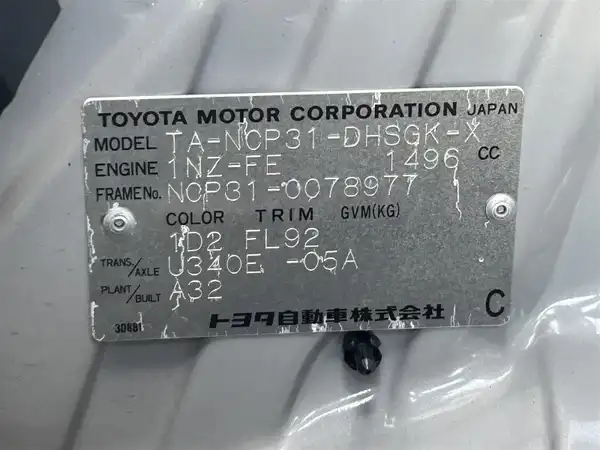 TOYOTA MOTOR CORPORATION JAPAN
MODEL TA-NCP31-DHSGK-X
ENGINE 1NZ-FE 1496 CC
FRAME No. NCP31-0078977
COLOR TRIM GVM(KG)
1D2 FL92
TRANS./AXLE U340E -05A
PLANT/BUILT A32
30881
トヨタ自動車株式会社
C